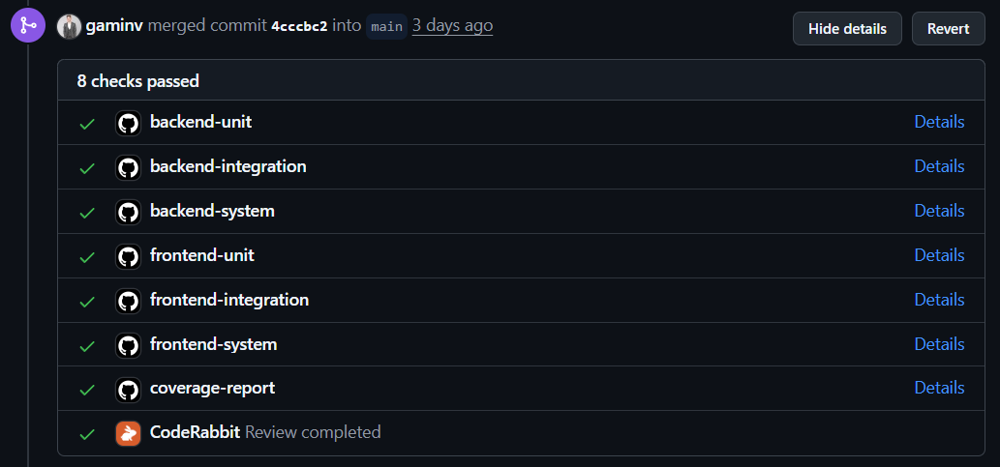 gaminv merged commit 4cccbc2 into main 3 days ago Hide details Revert
8 checks passed
backend-unit Details
backend-integration Details
backend-system Details
frontend-unit Details
frontend-integration Details
frontend-system Details
coverage-report Details
CodeRabbit Review completed